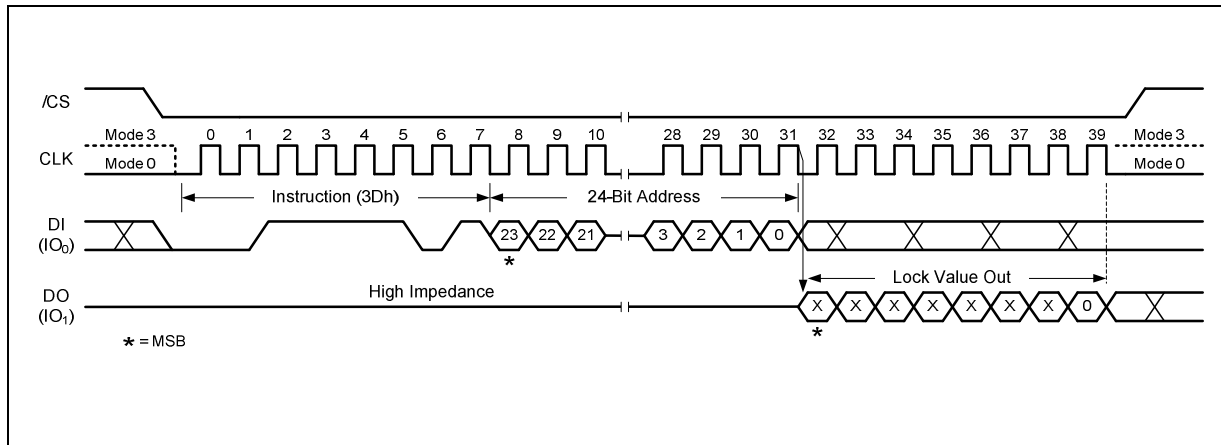 /CS
Mode 3 0 1 2 3 4 5 6 7 8 9 10 28 29 30 31 32 33 34 35 36 37 38 39 Mode 3
CLK
Mode 0 Mode 0
Instruction (3Dh) 24-Bit Address
DI
(IO₀)
23 22 21 3 2 1 0
*
Lock Value Out
High Impedance
DO
(IO₁)
X X X X X X X 0
*
* = MSB